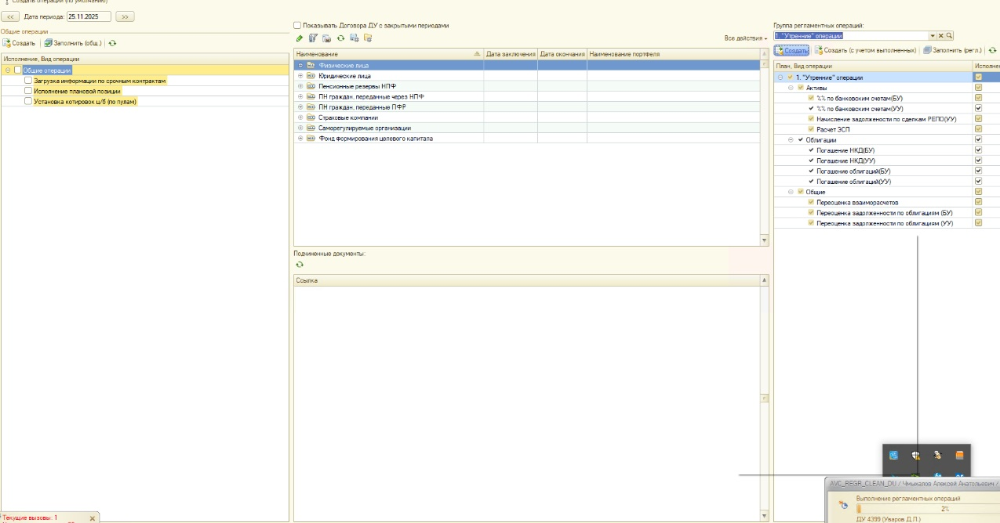 Создать операции (по умолчанию)
<< Дата периода: 25.11.2025 >>
Общие операции
Создать Заполнить (общ.)
Исполнение, Вид операции
Общие операции
Загрузка информации по срочным контрактам
Исполнение плановой позиции
Установка котировок ц/б (по пулам)
Показывать Договора ДУ с закрытыми периодами
Все действия
Наименование Дата заключения Дата окончания Наименование портфеля
Физические лица
Юридические лица
Пенсионные резервы НПФ
ПН граждан, переданные через НПФ
ПН граждан, переданные ПФР
Страховые компании
Саморегулируемые организации
Фонд формирования целевого капитала
Подчиненные документы:
Ссылка
Группа регламентных операций:
1. "Утренние" операции
Создать Создать (с учетом выполненных) Заполнить (регл.)
План, Вид операции Исполнен
1. "Утренние" операции
Активы
%% по банковским счетам(БУ)
%% по банковским счетам(УУ)
Начисление задолжености по сделкам РЕПО(УУ)
Расчет ЗСП
Облигации
Погашение НКД(БУ)
Погашение НКД(УУ)
Погашение облигаций(БУ)
Погашение облигаций(УУ)
Общие
Переоценка взаиморасчетов
Переоценка задолженности по облигациям (БУ)
Переоценка задолженности по облигациям (УУ)
AVC_REGR_CLEAN_DU / Чмыхалов Алексей Анатольевич /
Выполнение регламентных операций
2%
ДУ 4399 (Уваров Д.П.)
Текущие вызовы: 1